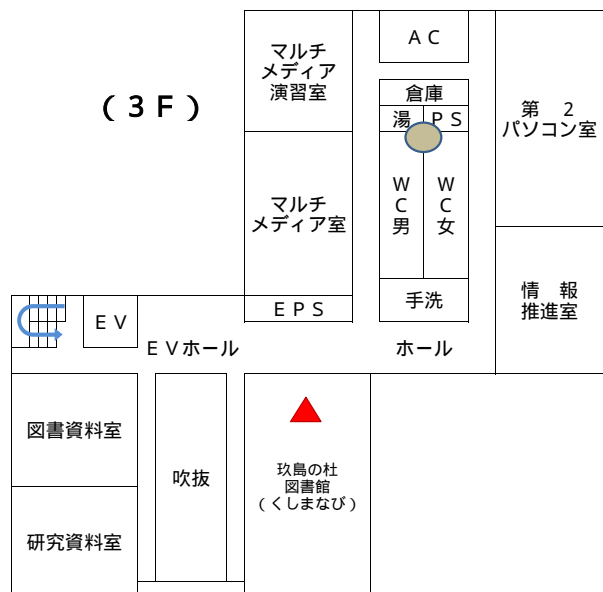 (３Ｆ)
マルチ
メディア
演習室
ＡＣ
倉庫
湯
ＰＳ
第　２
パソコン室
マルチ
メディア室
Ｗ
Ｃ
男
Ｗ
Ｃ
女
手洗
情　報
推進室
ＥＰＳ
ＥＶ
ＥＶホール
ホール
図書資料室
吹抜
玖島の杜
図書館
(くしまなび)
研究資料室